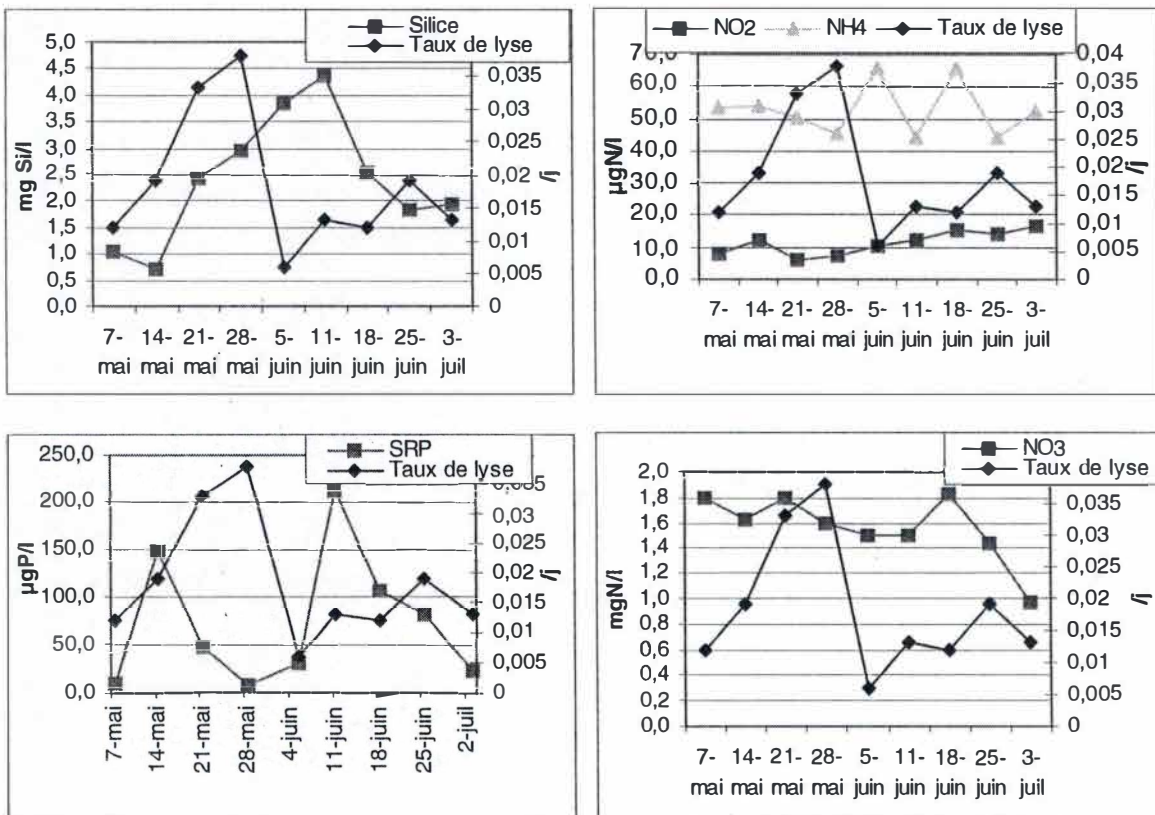 Silice
Taux de lyse
mg Si/l
5,0
4,5
4,0
3,5
3,0
2,5
2,0
1,5
1,0
0,5
0,0
0,035
0,03
0,025
0,02
0,015
0,01
0,005
0
/j
7- 14- 21- 28- 5- 11- 18- 25- 3-
mai mai mai mai juin juin juin juin juil
NO2 NH4 Taux de lyse
µgN/l
70,0
60,0
50,0
40,0
30,0
20,0
10,0
0,0
0,04
0,035
0,03
0,025
0,02
0,015
0,01
0,005
0
/j
7- 14- 21- 28- 5- 11- 18- 25- 3-
mai mai mai mai juin juin juin juin juil
SRP
Taux de lyse
µgP/l
250,0
200,0
150,0
100,0
50,0
0,0
0,035
0,03
0,025
0,02
0,015
0,01
0,005
0
/j
7-mai
14-mai
21-mai
28-mai
4-juin
11-juin
18-juin
25-juin
2-juil
NO3
Taux de lyse
mgN/l
2,0
1,8
1,6
1,4
1,2
1,0
0,8
0,6
0,4
0,2
0,0
0,035
0,03
0,025
0,02
0,015
0,01
0,005
0
/j
7- 14- 21- 28- 5- 11- 18- 25- 3-
mai mai mai mai juin juin juin juin juil